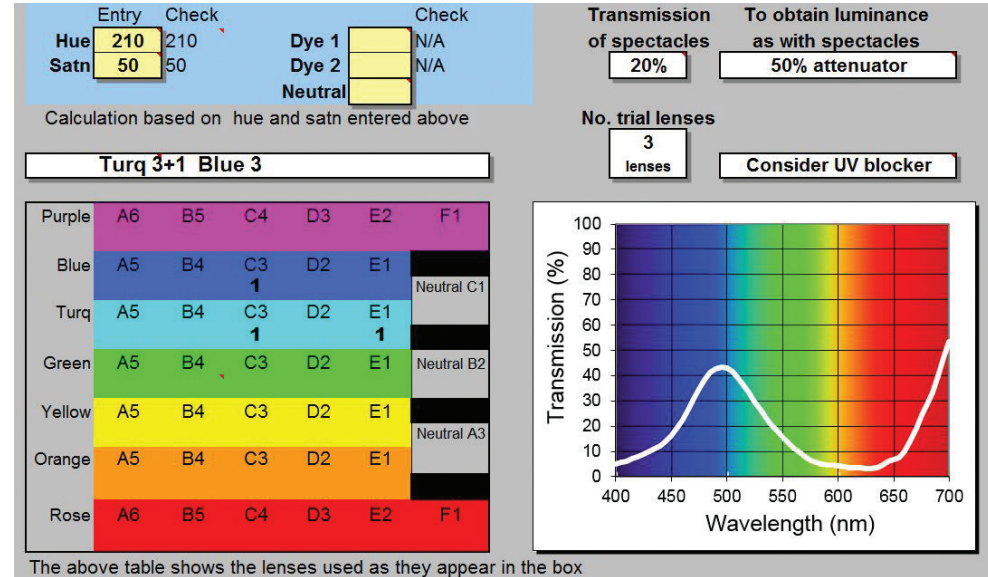 Entry Check Check Transmission To obtain luminance
Hue 210 210 Dye 1 N/A of spectacles as with spectacles
Satn 50 50 Dye 2 N/A 20% 50% attenuator
Neutral
Calculation based on hue and satn entered above No. trial lenses
3
Turq 3+1 Blue 3 lenses Consider UV blocker
Purple A6 B5 C4 D3 E2 F1
Blue A5 B4 C3 D2 E1
1 Neutral C1
Turq A5 B4 C3 D2 E1
1 1
Green A5 B4 C3 D2 E1 Neutral B2
Yellow A5 B4 C3 D2 E1
Neutral A3
Orange A5 B4 C3 D2 E1
Rose A6 B5 C4 D3 E2 F1
The above table shows the lenses used as they appear in the box
Transmission (%)
100
90
80
70
60
50
40
30
20
10
0
400 450 500 550 600 650 700
Wavelength (nm)